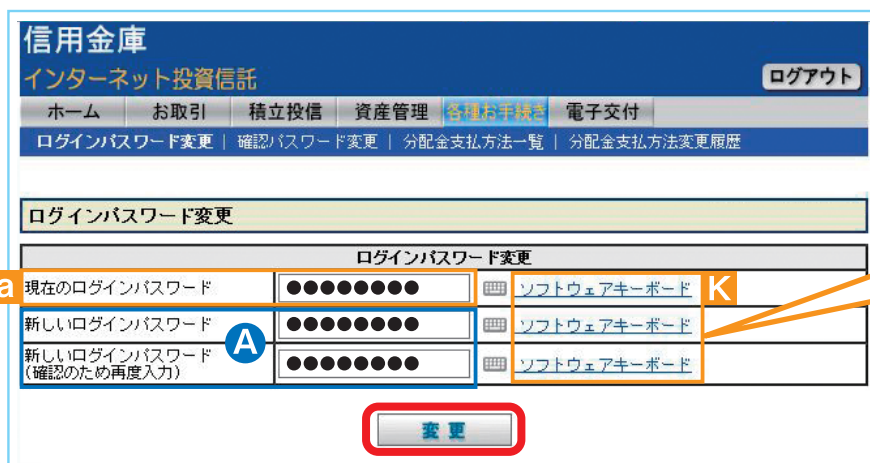 信用金庫
インターネット投資信託
ログアウト
ホーム お取引 積立投信 資産管理 各種お手続き 電子交付
ログインパスワード変更 | 確認パスワード変更 | 分配金支払方法一覧 | 分配金支払方法変更履歴
ログインパスワード変更
ログインパスワード変更
a 現在のログインパスワード ●●●●●●●● ソフトウェアキーボード K
新しいログインパスワード ●●●●●●●● ソフトウェアキーボード
A
新しいログインパスワード
(確認のため再度入力) ●●●●●●●● ソフトウェアキーボード
変更